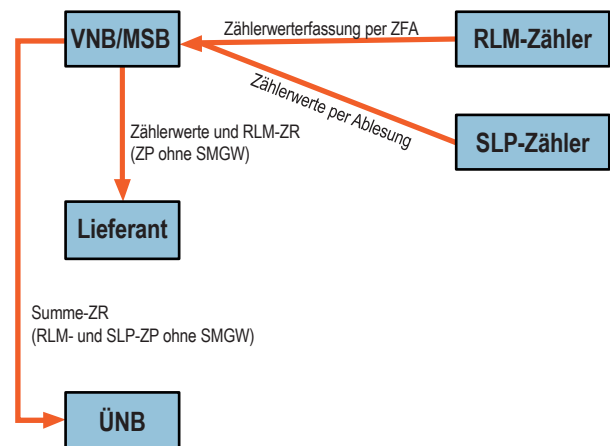 VNB/MSB
Zählerwerterfassung per ZFA
RLM-Zähler
Zählerwerte per Ablesung
SLP-Zähler
Zählerwerte und RLM-ZR
(ZP ohne SMGW)
Lieferant
Summe-ZR
(RLM- und SLP-ZP ohne SMGW)
ÜNB